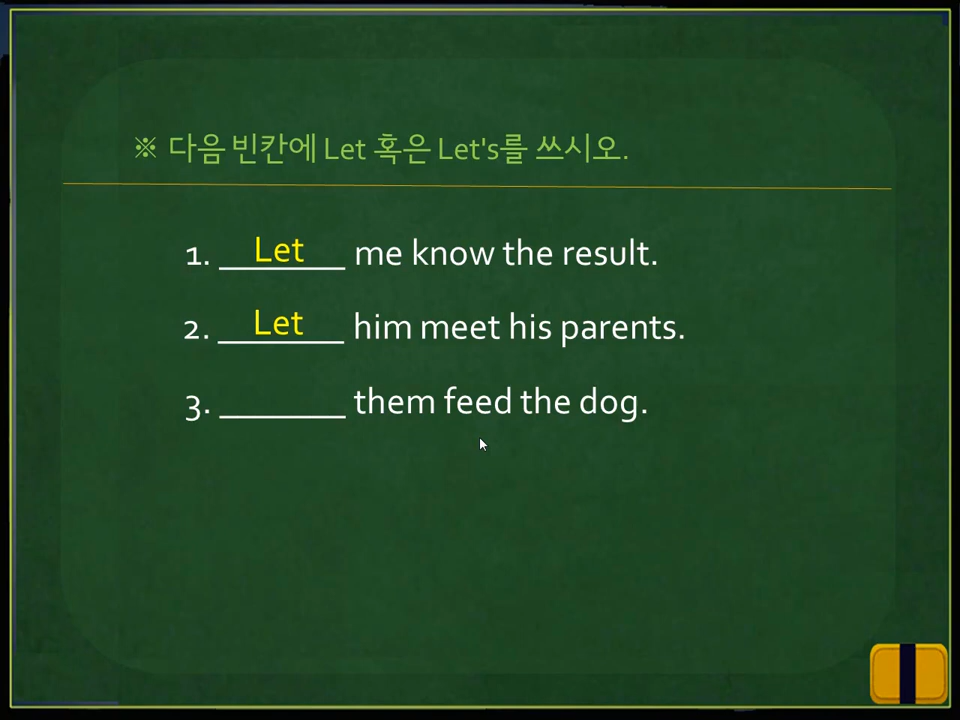 ※ 다음 빈칸에 Let 혹은 Let's를 쓰시오.
1. _______ Let me know the result.
2. _______ Let him meet his parents.
3. _______ them feed the dog.